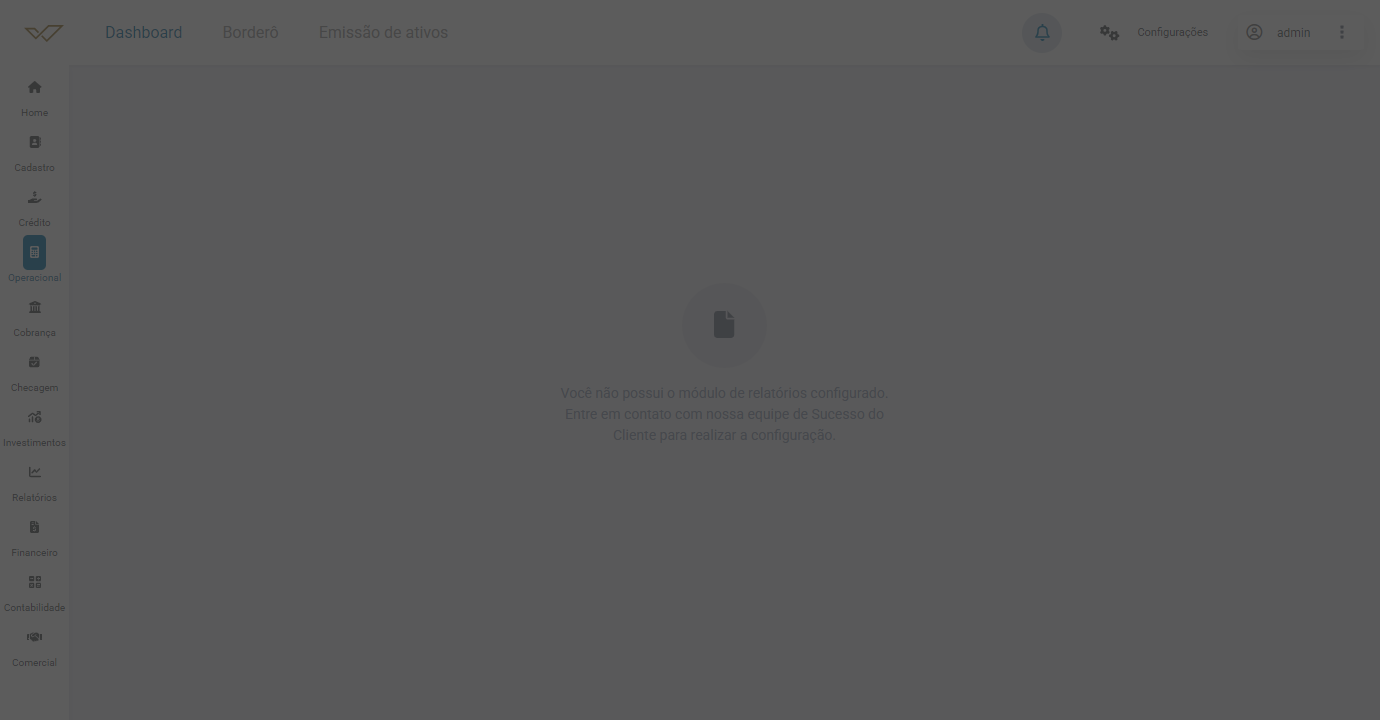 Dashboard Borderô Emissão de ativos Configurações admin
Home
Cadastro
Crédito
Operacional
Cobrança
Checagem
Investimentos
Relatórios
Financeiro
Contabilidade
Comercial
Você não possui o módulo de relatórios configurado.
Entre em contato com nossa equipe de Sucesso do
Cliente para realizar a configuração.